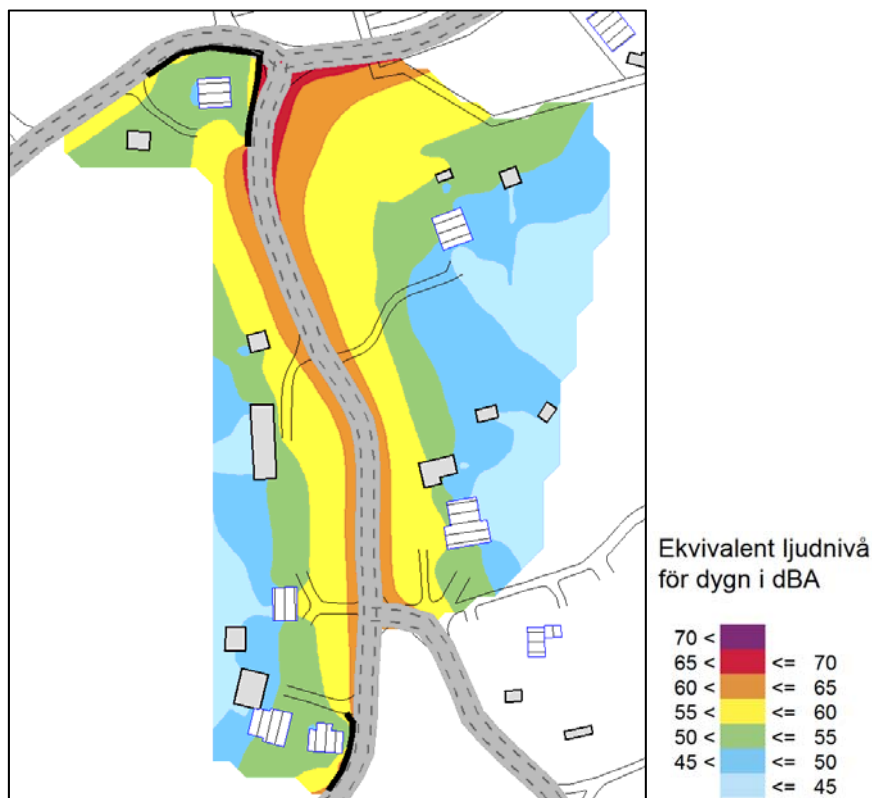 Ekvivalent ljudnivå
för dygn i dBA
70 <
65 < <= 70
60 < <= 65
55 < <= 60
50 < <= 55
45 < <= 50
<= 45